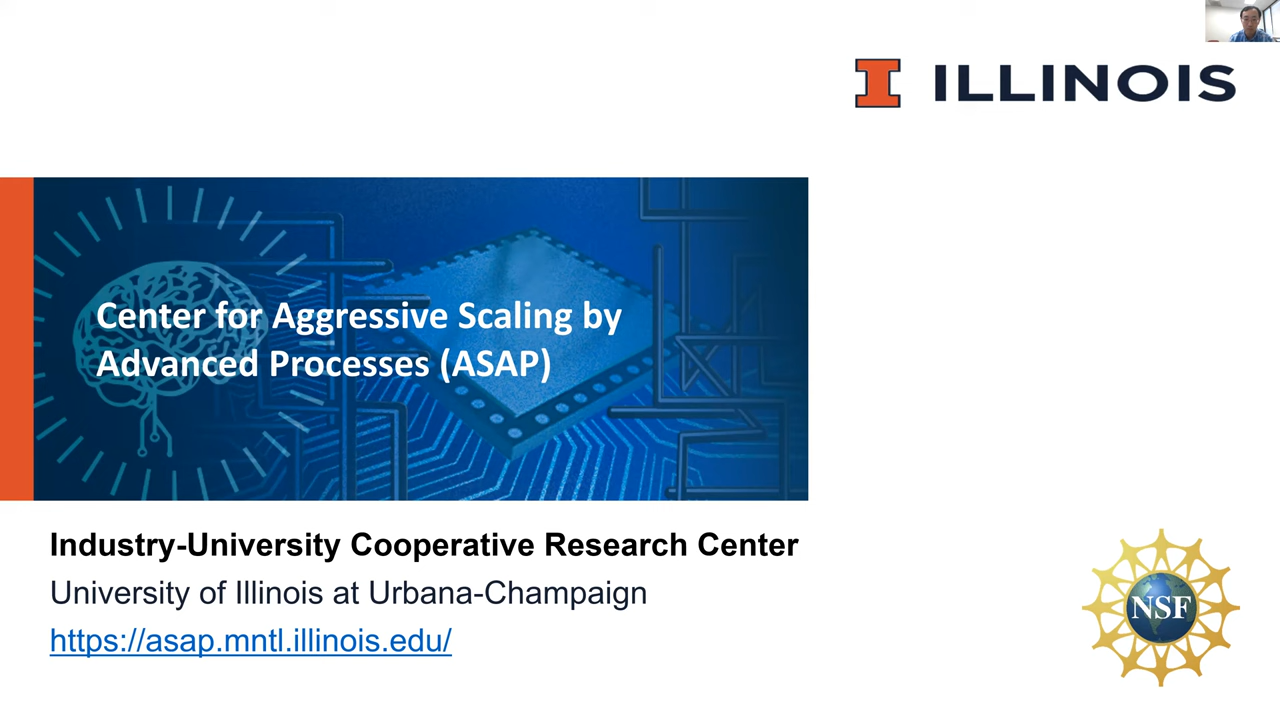 ILLINOIS
Center for Aggressive Scaling by
Advanced Processes (ASAP)
Industry-University Cooperative Research Center
University of Illinois at Urbana-Champaign
https://asap.mntl.illinois.edu/
NSF